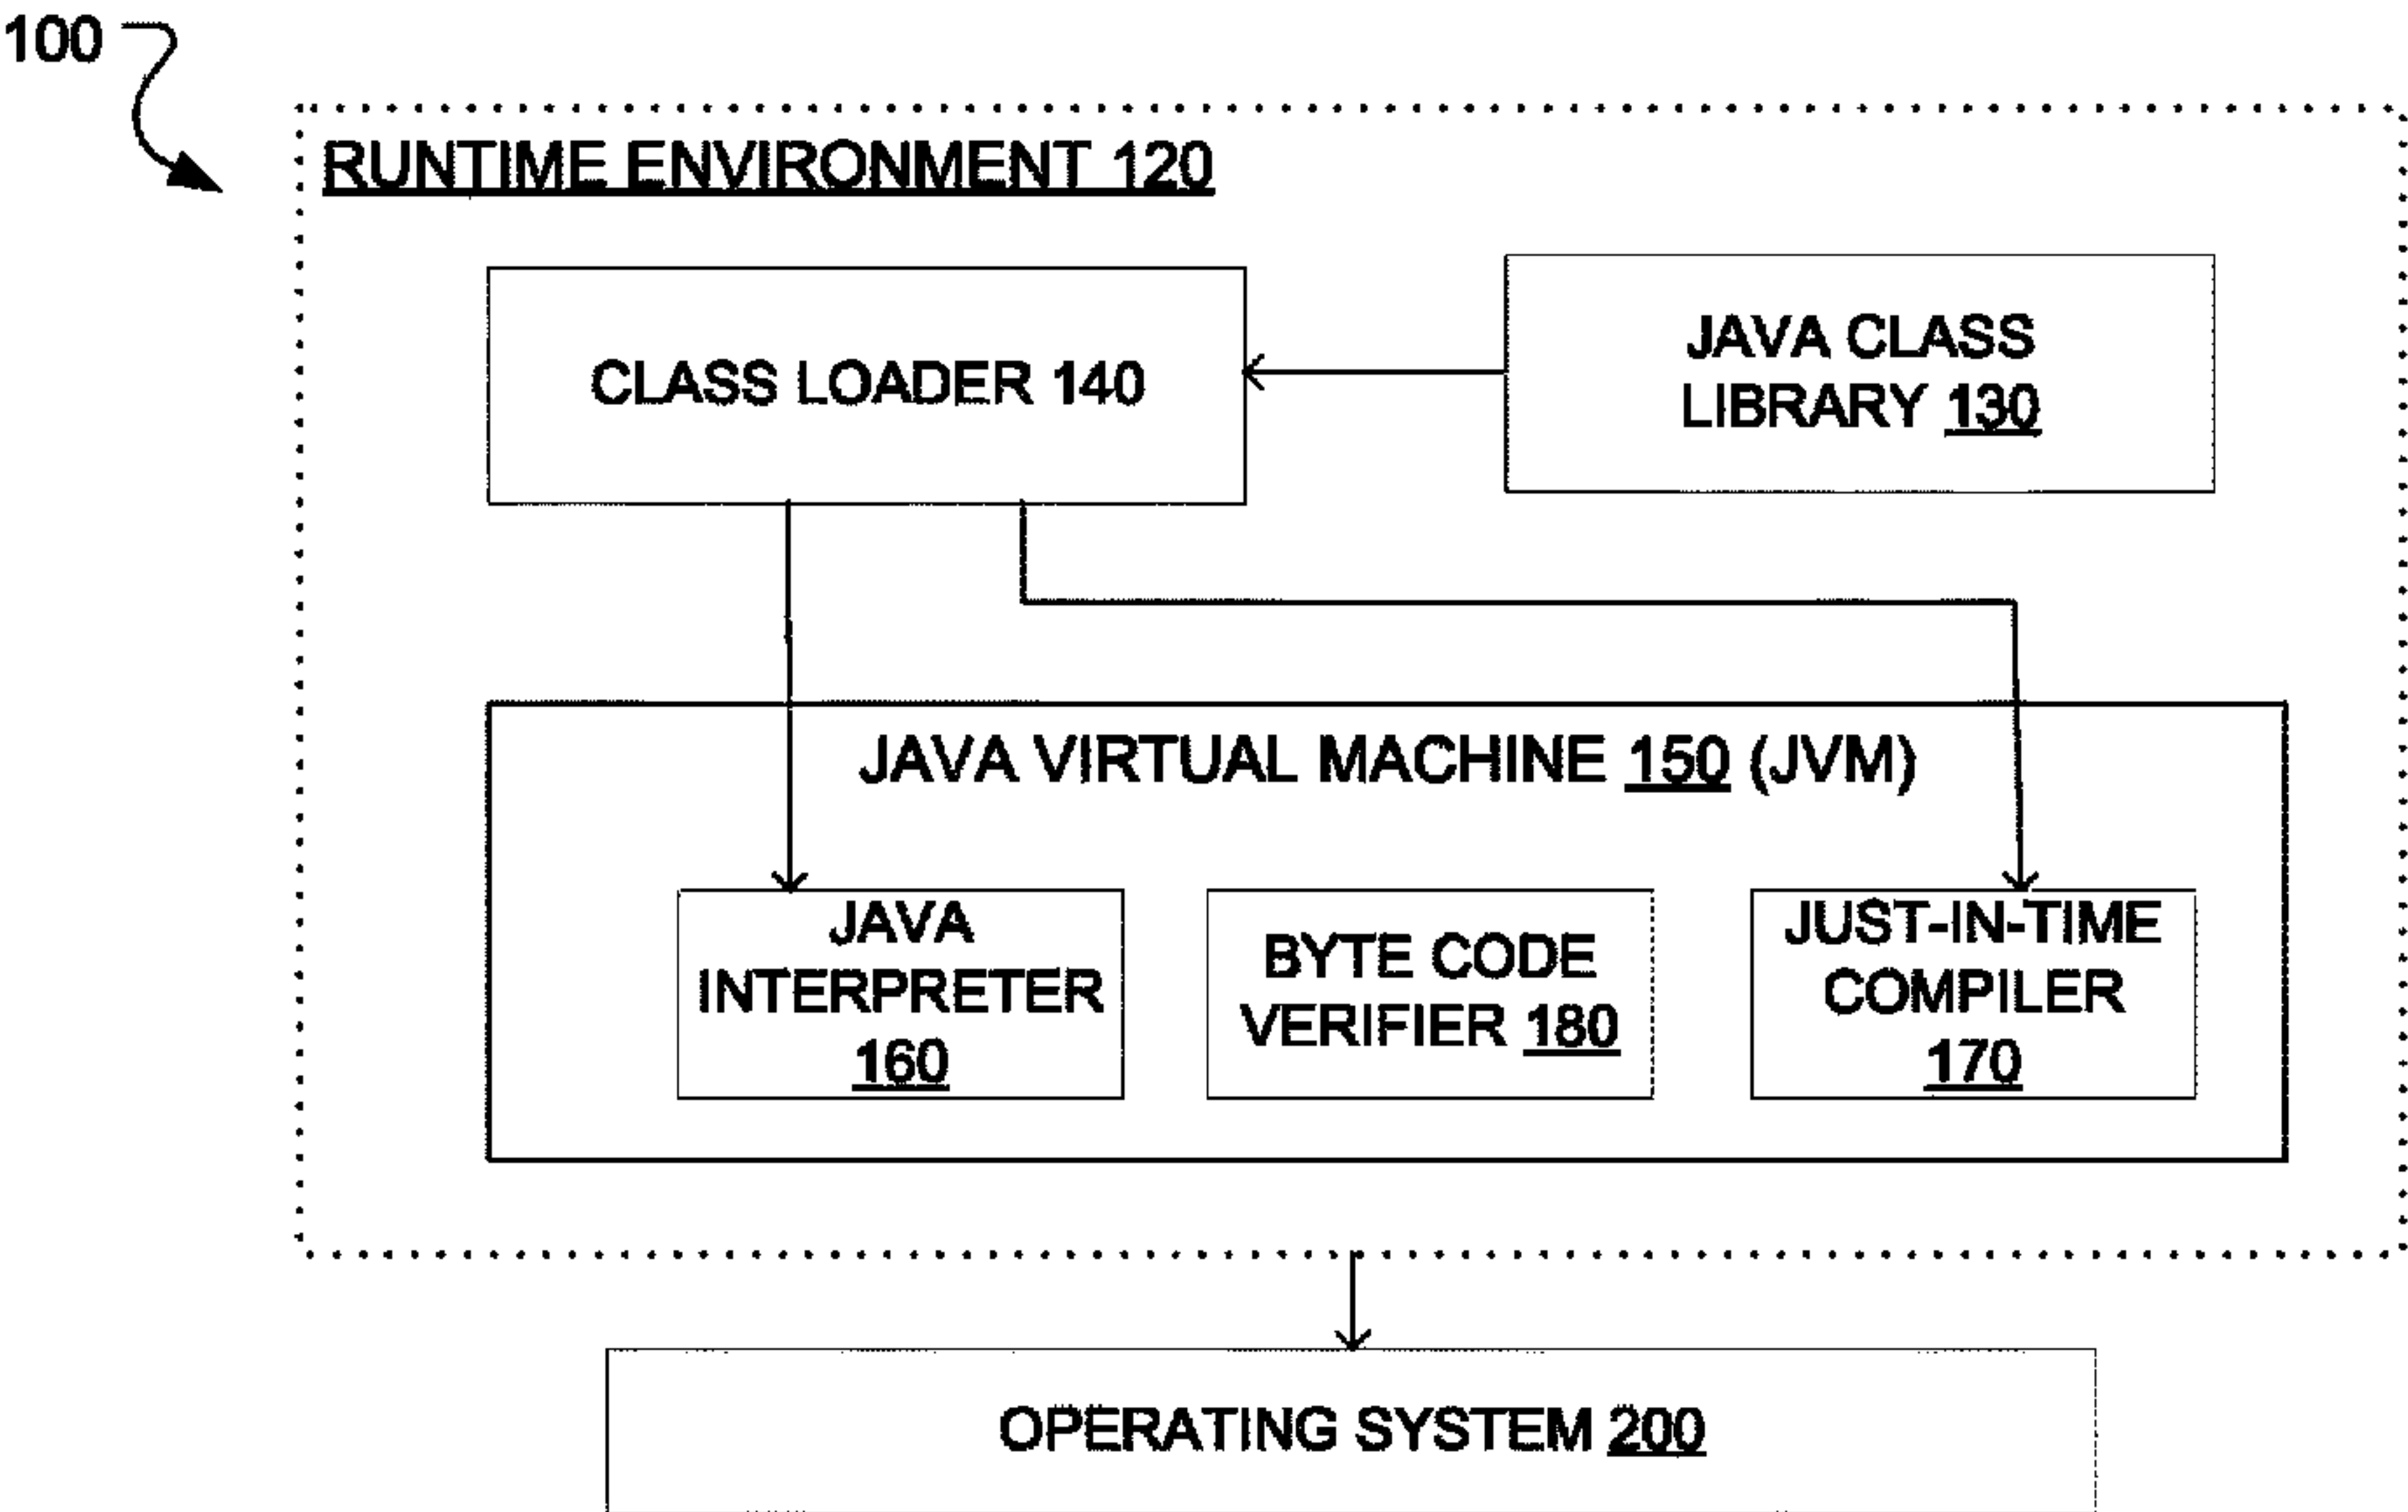 100
RUNTIME ENVIRONMENT 120
CLASS LOADER 140
JAVA CLASS
LIBRARY 130
JAVA VIRTUAL MACHINE 150 (JVM)
JAVA
INTERPRETER
160
BYTE CODE
VERIFIER 180
JUST-IN-TIME
COMPILER
170
OPERATING SYSTEM 200